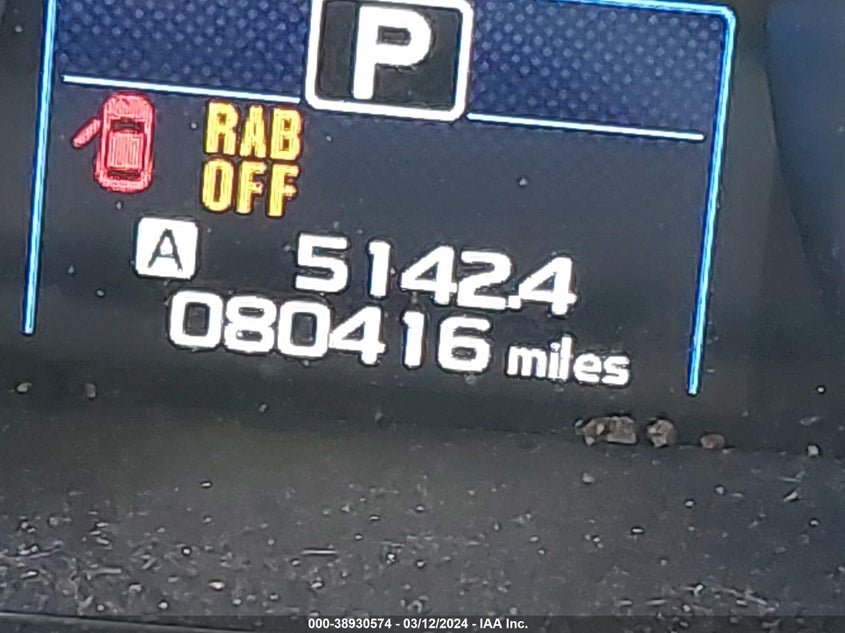 P
RAB
OFF
A 5142.4
080416 miles
000-38930574 - 03/12/2024 - IAA Inc.